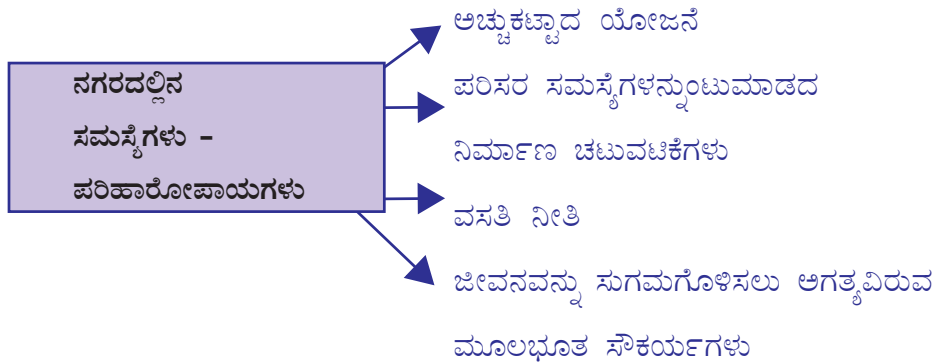 ನಗರದಲ್ಲಿನ
ಸಮಸ್ಯೆಗಳು -
ಪರಿಹಾರೋಪಾಯಗಳು
ಅಚ್ಚುಕಟ್ಟಾದ ಯೋಜನೆ
ಪರಿಸರ ಸಮಸ್ಯೆಗಳನ್ನುಂಟುಮಾಡದ
ನಿರ್ಮಾಣ ಚಟುವಟಿಕೆಗಳು
ವಸತಿ ನೀತಿ
ಜೀವನವನ್ನು ಸುಗಮಗೊಳಿಸಲು ಅಗತ್ಯವಿರುವ
ಮೂಲಭೂತ ಸೌಕರ್ಯಗಳು